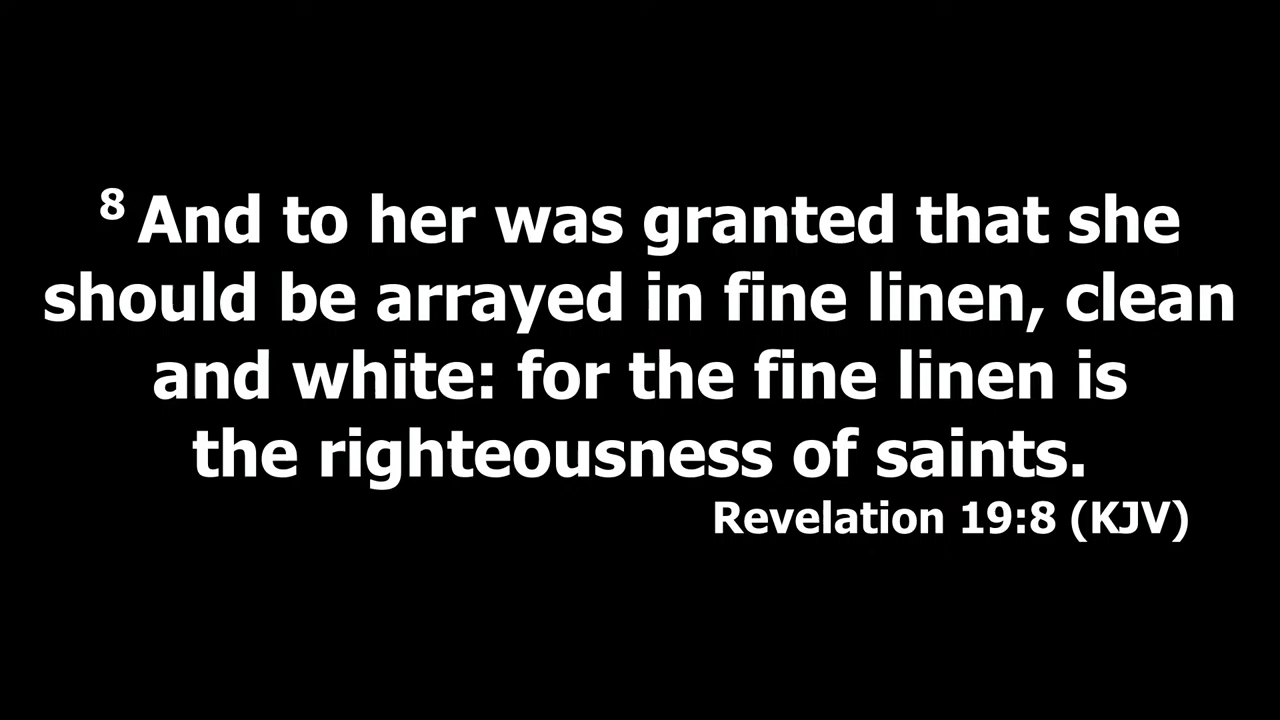 8 And to her was granted that she
should be arrayed in fine linen, clean
and white: for the fine linen is
the righteousness of saints.
Revelation 19:8 (KJV)